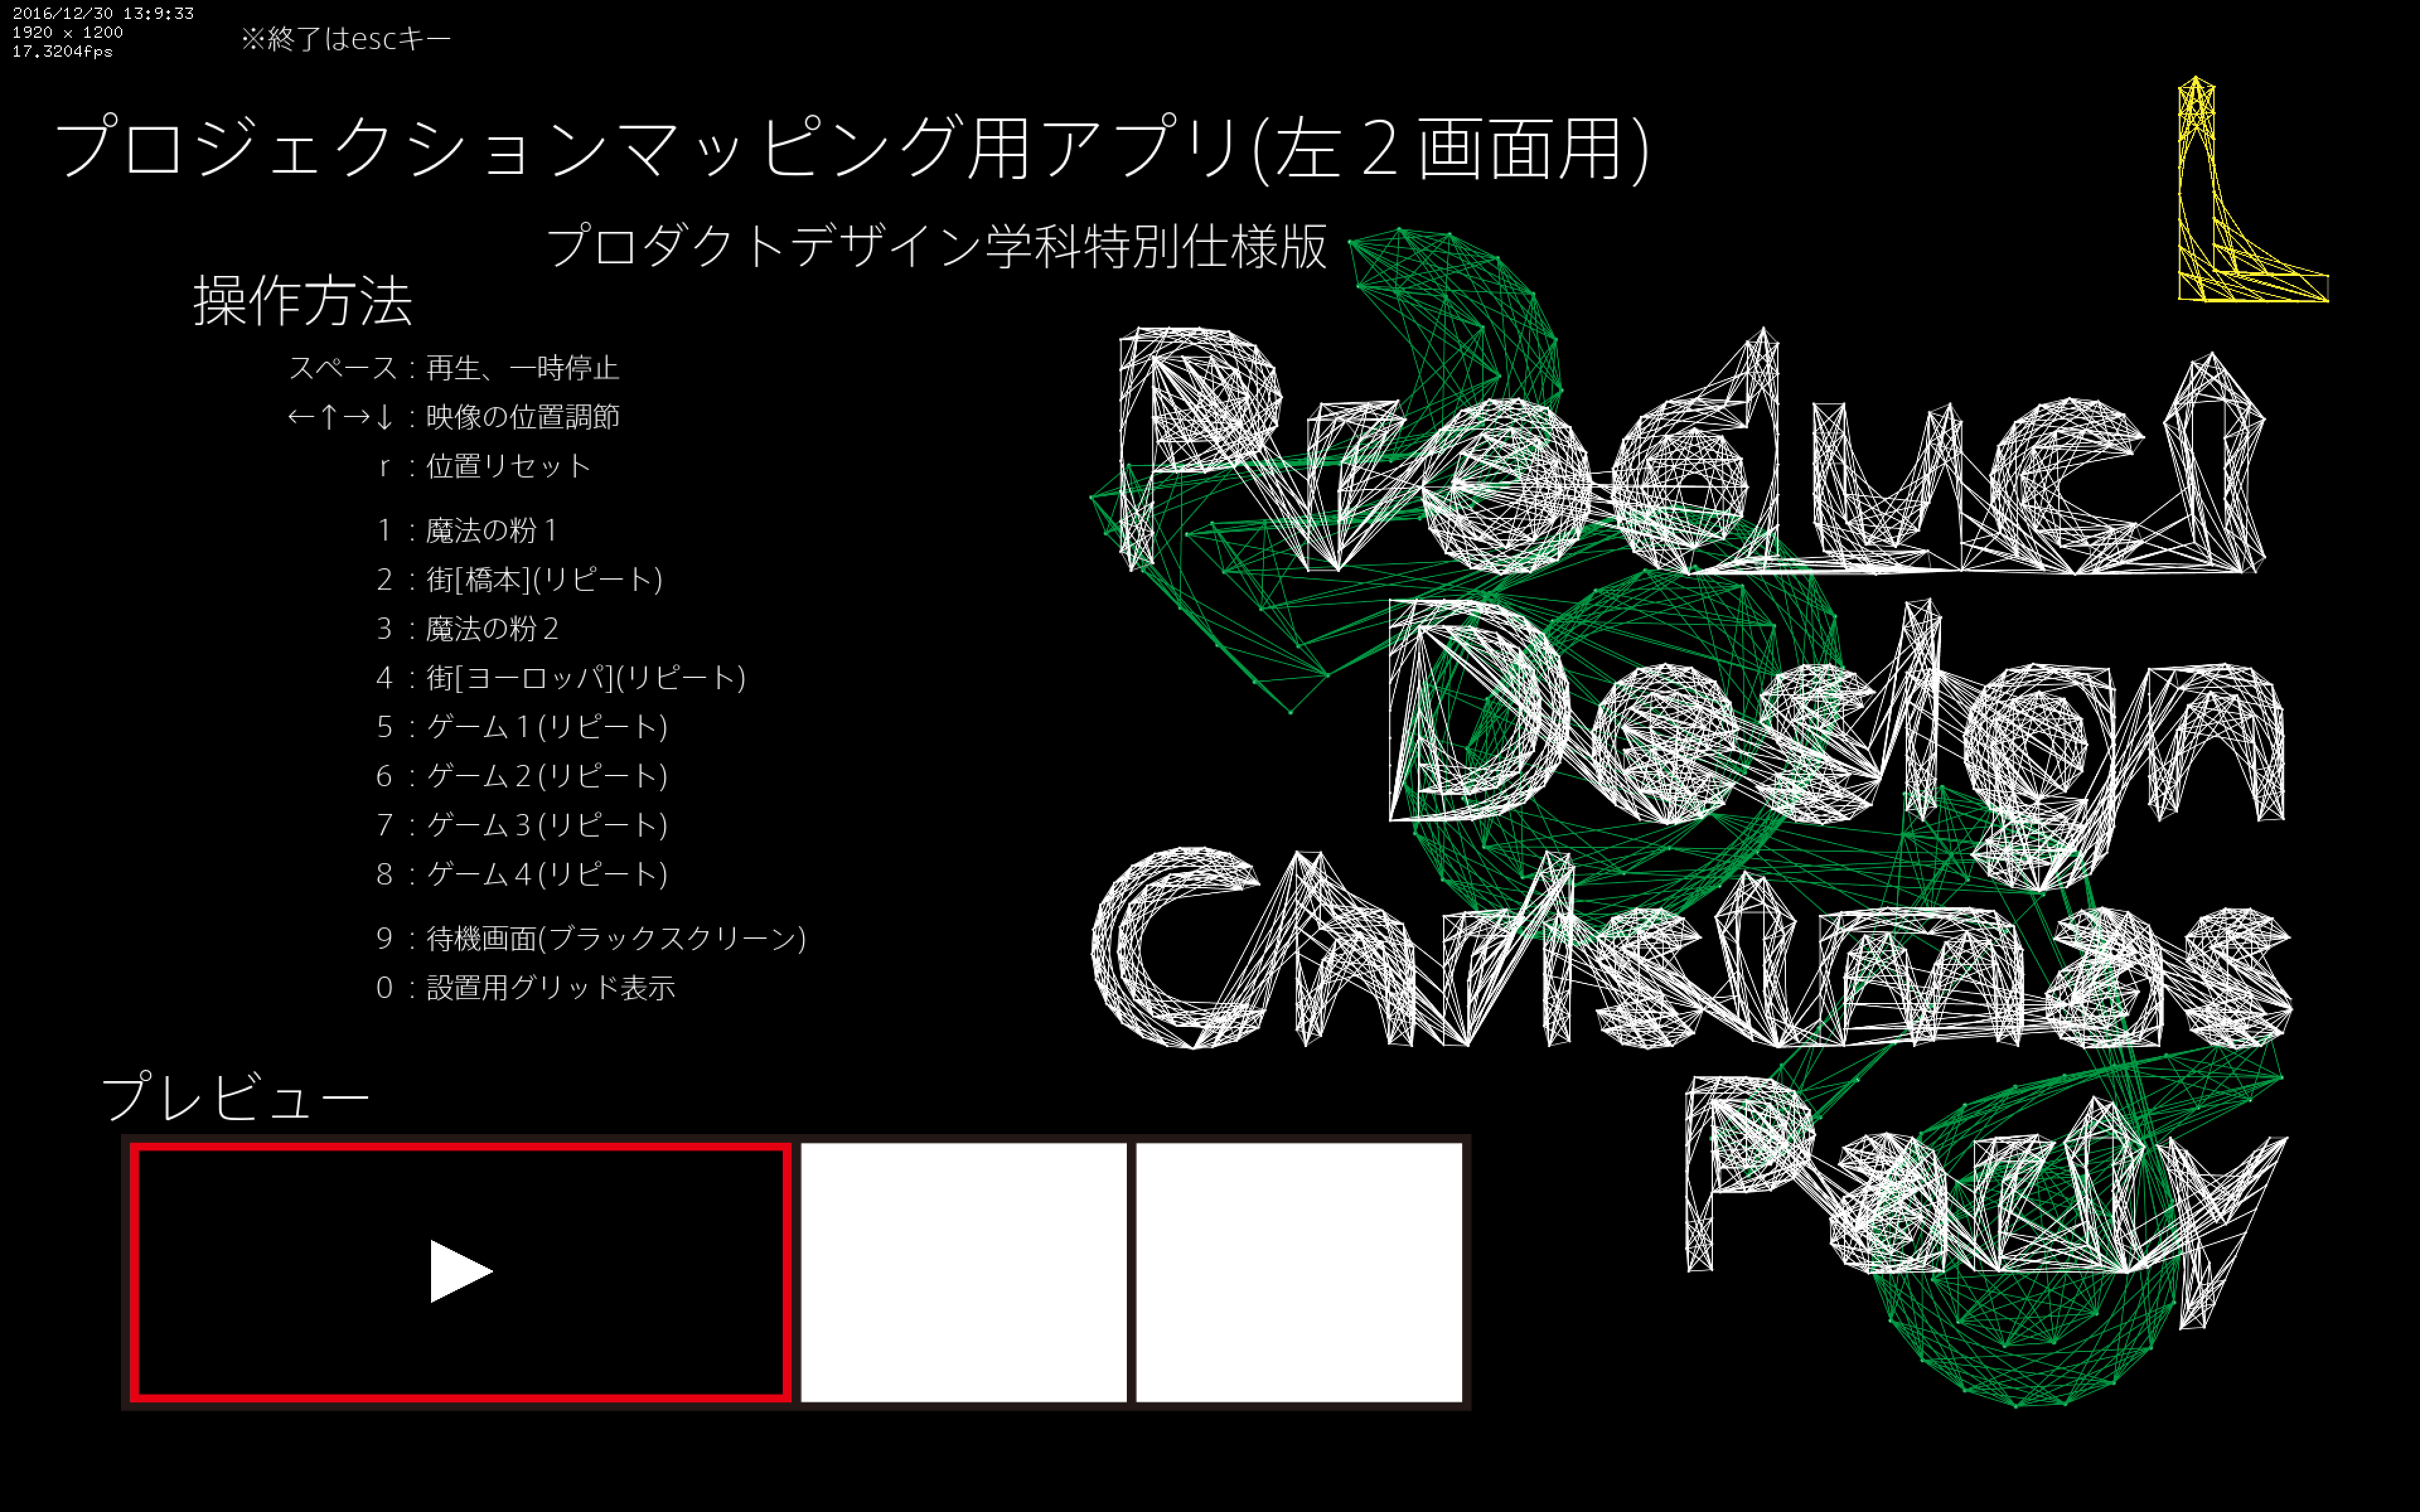 2016/12/30 13:9:33
1920 x 1200
17.3204fps
※終了はescキー
プロジェクションマッピング用アプリ(左２画面用)
プロダクトデザイン学科特別仕様版
L
操作方法
スペース：再生、一時停止
←↑→↓：映像の位置調節
r：位置リセット
1：魔法の粉１
2：街[橋本](リピート)
3：魔法の粉２
4：街[ヨーロッパ](リピート)
5：ゲーム１(リピート)
6：ゲーム２(リピート)
7：ゲーム３(リピート)
8：ゲーム４(リピート)
9：待機画面(ブラックスクリーン)
0：設置用グリッド表示
Product
Design
Christmas
Party
プレビュー